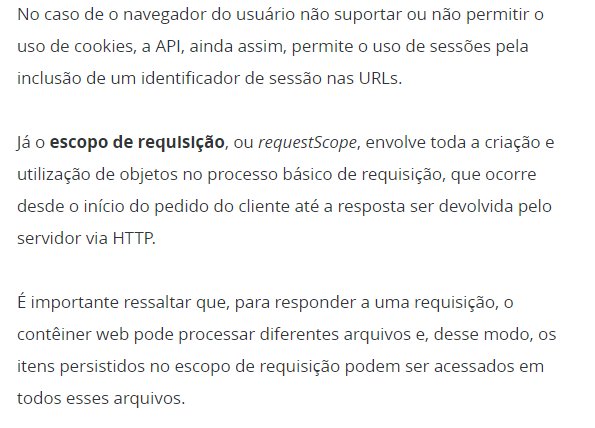 No caso de o navegador do usuário não suportar ou não permitir o
uso de cookies, a API, ainda assim, permite o uso de sessões pela
inclusão de um identificador de sessão nas URLs.
Já o escopo de requisição, ou requestScope, envolve toda a criação e
utilização de objetos no processo básico de requisição, que ocorre
desde o início do pedido do cliente até a resposta ser devolvida pelo
servidor via HTTP.
É importante ressaltar que, para responder a uma requisição, o
contêiner web pode processar diferentes arquivos e, desse modo, os
itens persistidos no escopo de requisição podem ser acessados em
todos esses arquivos.